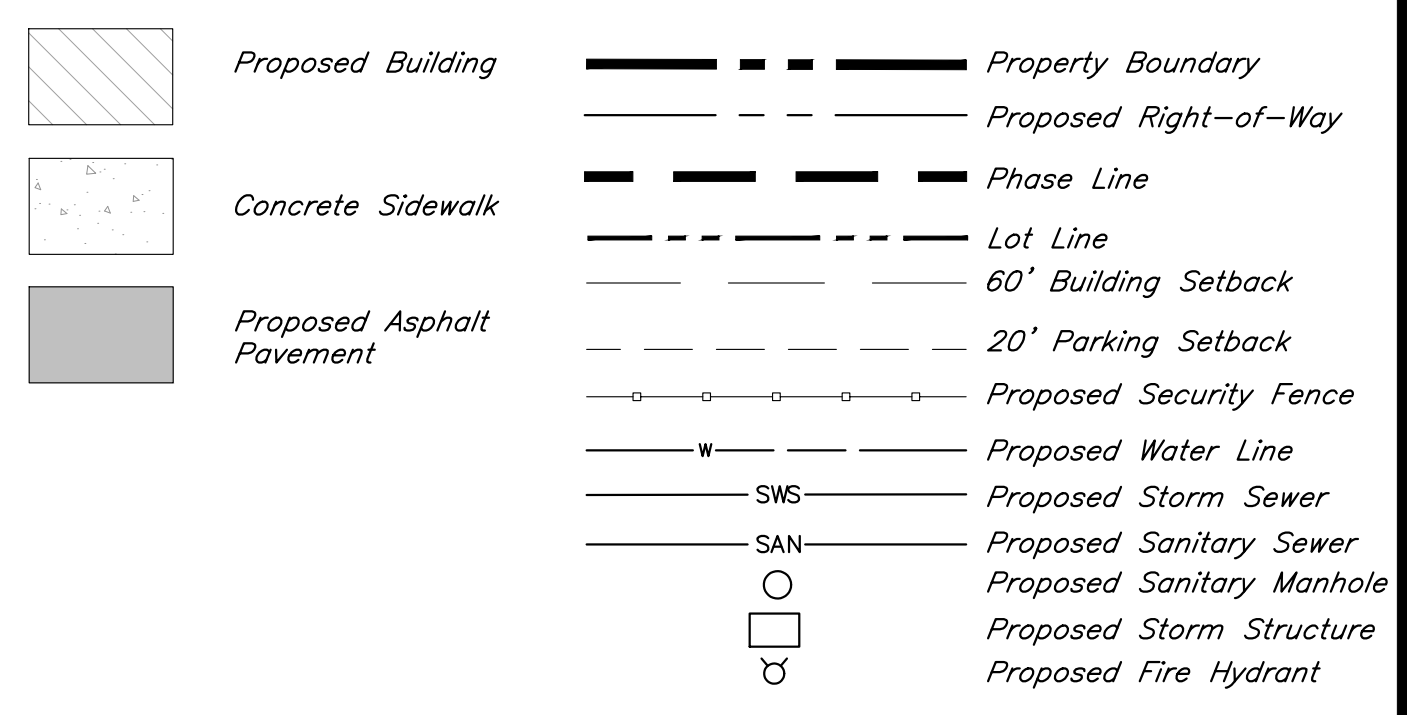 Proposed Building
Concrete Sidewalk
Proposed Asphalt
Pavement
Property Boundary
Proposed Right-of-Way
Phase Line
Lot Line
60' Building Setback
20' Parking Setback
Proposed Security Fence
W Proposed Water Line
SWS Proposed Storm Sewer
SAN Proposed Sanitary Sewer
Proposed Sanitary Manhole
Proposed Storm Structure
Proposed Fire Hydrant